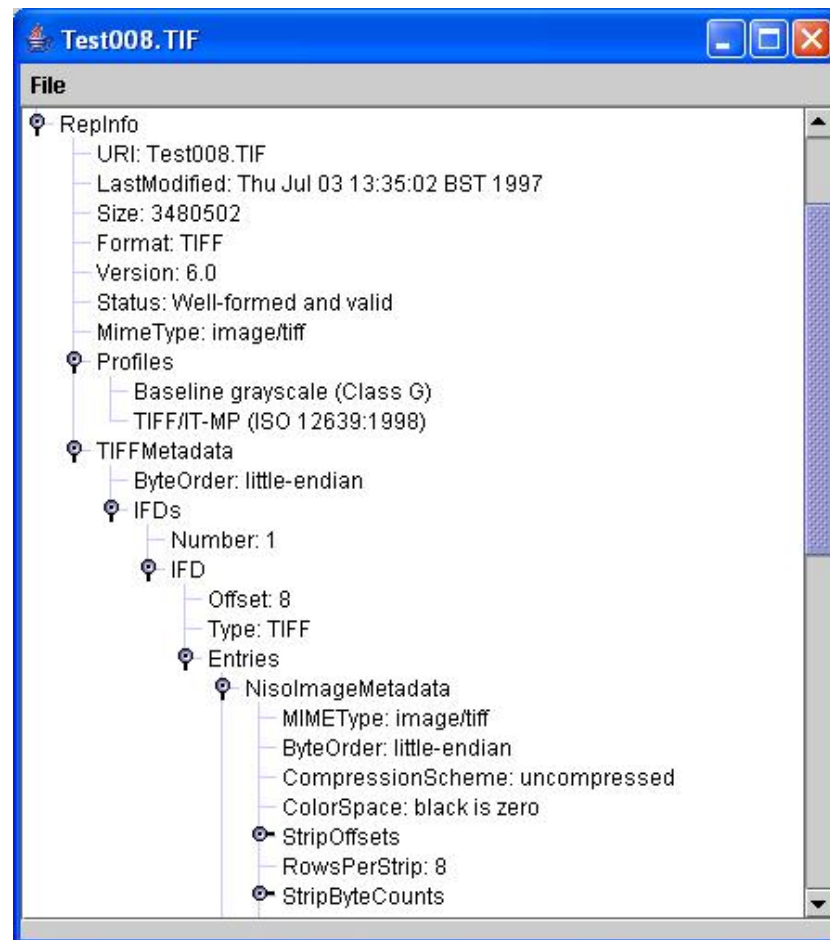 Test008.TIF
File
RepInfo
URI: Test008.TIF
LastModified: Thu Jul 03 13:35:02 BST 1997
Size: 3480502
Format: TIFF
Version: 6.0
Status: Well-formed and valid
MimeType: image/tiff
Profiles
Baseline grayscale (Class G)
TIFF/IT-MP (ISO 12639:1998)
TIFFMetadata
ByteOrder: little-endian
IFDs
Number: 1
IFD
Offset: 8
Type: TIFF
Entries
NisoImageMetadata
MIMEType: image/tiff
ByteOrder: little-endian
CompressionScheme: uncompressed
ColorSpace: black is zero
StripOffsets
RowsPerStrip: 8
StripByteCounts